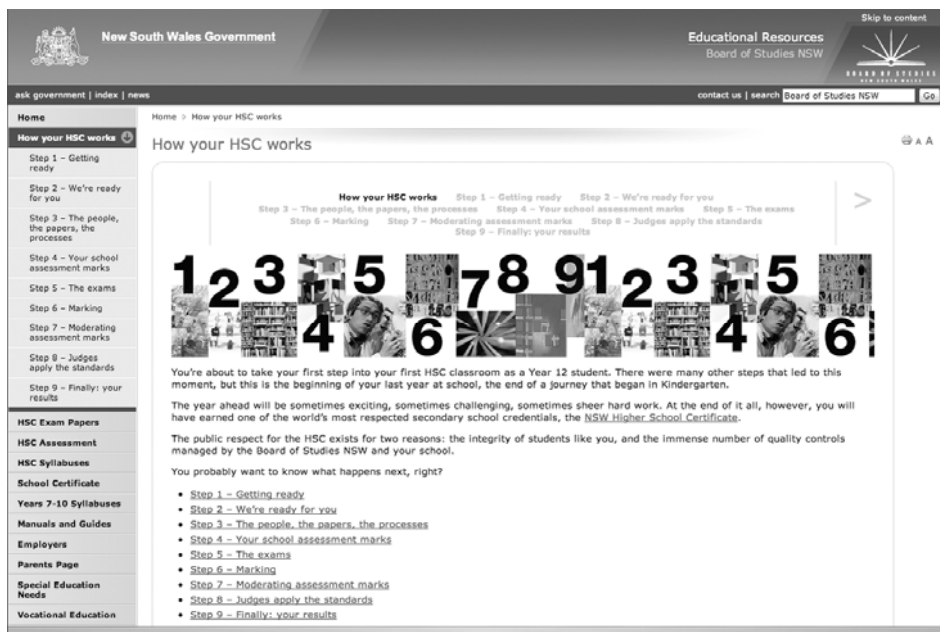 Skip to content
New South Wales Government
Educational Resources
Board of Studies NSW
BOARD OF STUDIES
NEW SOUTH WALES
ask government | index | news
contact us | search Board of Studies NSW Go
Home
How your HSC works
Step 1 – Getting
ready
Step 2 – We're ready
for you
Step 3 – The people,
the papers, the
processes
Step 4 – Your school
assessment marks
Step 5 – The exams
Step 6 – Marking
Step 7 – Moderating
assessment marks
Step 8 – Judges
apply the standards
Step 9 – Finally: your
results
HSC Exam Papers
HSC Assessment
HSC Syllabuses
School Certificate
Years 7-10 Syllabuses
Manuals and Guides
Employers
Parents Page
Special Education
Needs
Vocational Education
Home > How your HSC works
How your HSC works
A A
How your HSC works Step 1 – Getting ready Step 2 – We're ready for you >
Step 3 – The people, the papers, the processes Step 4 – Your school assessment marks Step 5 – The exams
Step 6 – Marking Step 7 – Moderating assessment marks Step 8 – Judges apply the standards
Step 9 – Finally: your results
1 2 3 4 5 6 7 8 9 1 2 3 4 5 6
You're about to take your first step into your first HSC classroom as a Year 12 student. There were many other steps that led to this
moment, but this is the beginning of your last year at school, the end of a journey that began in Kindergarten.
The year ahead will be sometimes exciting, sometimes challenging, sometimes sheer hard work. At the end of it all, however, you will
have earned one of the world's most respected secondary school credentials, the NSW Higher School Certificate.
The public respect for the HSC exists for two reasons: the integrity of students like you, and the immense number of quality controls
managed by the Board of Studies NSW and your school.
You probably want to know what happens next, right?
• Step 1 – Getting ready
• Step 2 – We're ready for you
• Step 3 – The people, the papers, the processes
• Step 4 – Your school assessment marks
• Step 5 – The exams
• Step 6 – Marking
• Step 7 – Moderating assessment marks
• Step 8 – Judges apply the standards
• Step 9 – Finally: your results